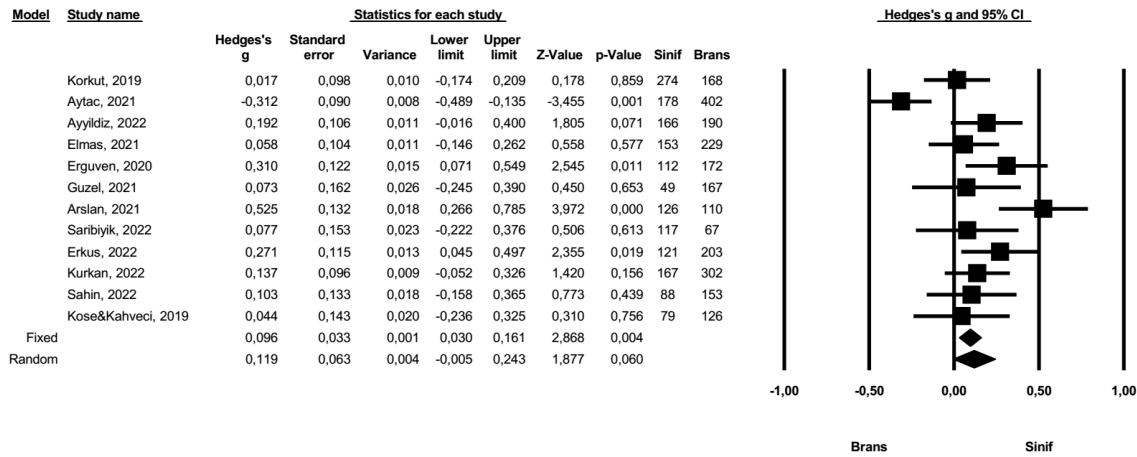 Model Study name Statistics for each study Hedges's g and 95% CI
Hedges's g Standard error Variance Lower limit Upper limit Z-Value p-Value Sinif Brans
Korkut, 2019 0,017 0,098 0,010 -0,174 0,209 0,178 0,859 274 168
Aytac, 2021 -0,312 0,090 0,008 -0,489 -0,135 -3,455 0,001 178 402
Ayyildiz, 2022 0,192 0,106 0,011 -0,016 0,400 1,805 0,071 166 190
Elmas, 2021 0,058 0,104 0,011 -0,146 0,262 0,558 0,577 153 229
Erguven, 2020 0,310 0,122 0,015 0,071 0,549 2,545 0,011 112 172
Guzel, 2021 0,073 0,162 0,026 -0,245 0,390 0,450 0,653 49 167
Arslan, 2021 0,525 0,132 0,018 0,266 0,785 3,972 0,000 126 110
Saribiyik, 2022 0,077 0,153 0,023 -0,222 0,376 0,506 0,613 117 67
Erkus, 2022 0,271 0,115 0,013 0,045 0,497 2,355 0,019 121 203
Kurkan, 2022 0,137 0,096 0,009 -0,052 0,326 1,420 0,156 167 302
Sahin, 2022 0,103 0,133 0,018 -0,158 0,365 0,773 0,439 88 153
Kose&Kahveci, 2019 0,044 0,143 0,020 -0,236 0,325 0,310 0,756 79 126
Fixed 0,096 0,033 0,001 0,030 0,161 2,868 0,004
Random 0,119 0,063 0,004 -0,005 0,243 1,877 0,060
-1,00 -0,50 0,00 0,50 1,00
Brans Sinif